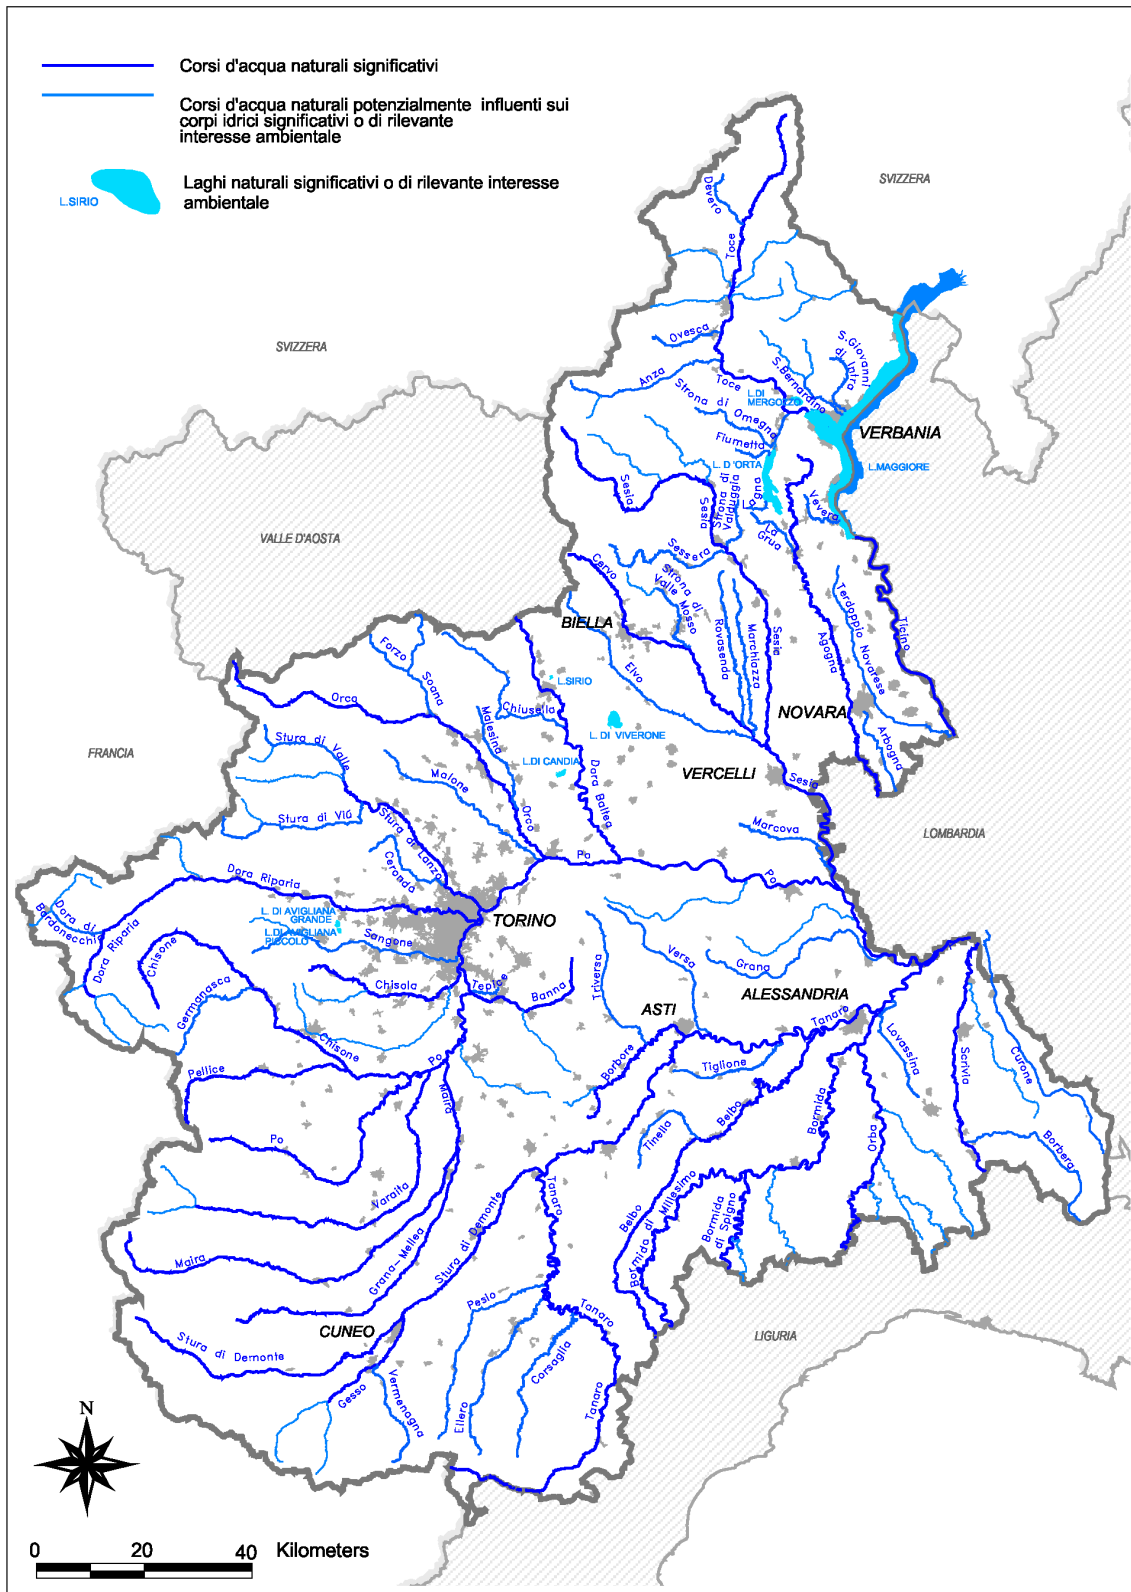 Corsi d'acqua naturali significativi
Corsi d'acqua naturali potenzialmente influenti sui
corpi idrici significativi o di rilevante
interesse ambientale
L.SIRIO
Laghi naturali significativi o di rilevante interesse
ambientale
SVIZZERA
Devero
Toce
SVIZZERA
Ovesca
S.Giovanni
di Intra
S.Bernardino
Anza
Toce
L.DI
MERGOZZO
Strona di Omegna
Fiumetta
VERBANIA
L. D'ORTA
L.MAGGIORE
Sesia
Sesia
Strona di
Valduggia
Lagna
Vevera
La
Grua
VALLE D'AOSTA
Sessera
Cervo
Strona di
Valle Mosso
BIELLA
Rovasenda
Marchiazza
Sesia
Agogna
Terdoppio Novarese
Ticino
Forzo
Soana
Elvo
L.SIRIO
Orco
Chiusella
Malesina
NOVARA
Arbogna
FRANCIA
Stura di Valle
L. DI VIVERONE
L.DI CANDIA
Malone
Dora Baltea
VERCELLI
Sesia
Stura di Viú
Stura di Lanzo
Orco
Marcova
LOMBARDIA
Ceronda
Po
Po
Dora Riparia
L. DI AVIGLIANA
GRANDE
L.DI AVIGLIANA
PICCOLO
TORINO
Dora di
Bardonecchia
Dora Riparia
Chisone
Sangone
Triversa
Versa
Grana
Germanasca
Chisola
Tepice
Banna
ALESSANDRIA
ASTI
Tanaro
Chisone
Po
Pellice
Borbore
Tiglione
Lovassina
Scrivia
Curone
Maira
Belbo
Bormida
Orba
Po
Tinella
Borbera
Varaita
Tanaro
Belbo
Bormida di Millesimo
Bormida
di Spigno
Maira
Grana-Mellea
Stura di Demonte
Pesio
Tanaro
CUNEO
LIGURIA
Stura di Demonte
Corsaglia
Gesso
Vermenagna
Ellero
Tanaro
N
0 20 40 Kilometers